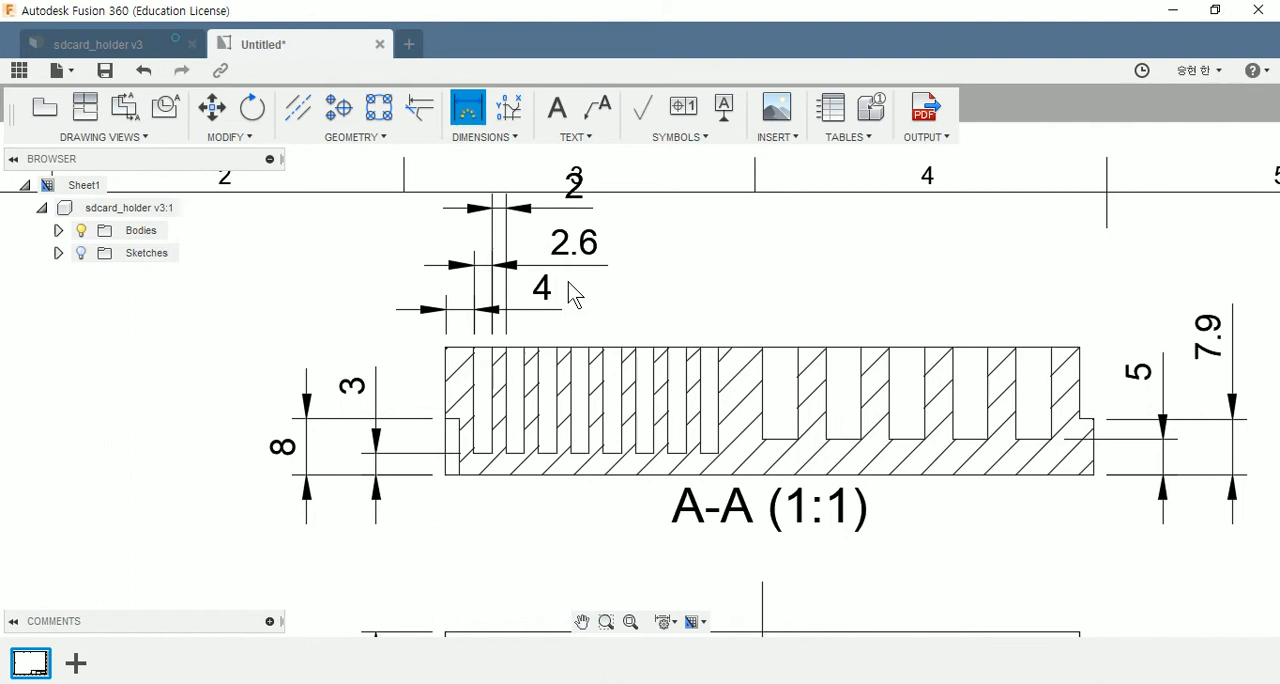 Autodesk Fusion 360 (Education License)
sdcard_holder v3
Untitled*
승현 한
DRAWING VIEWS
MODIFY
GEOMETRY
DIMENSIONS
TEXT
SYMBOLS
INSERT
TABLES
OUTPUT
BROWSER
Sheet1
sdcard_holder v3:1
Bodies
Sketches
2
3
4
5
2
2.6
4
3
8
5
7.9
A-A (1:1)
COMMENTS